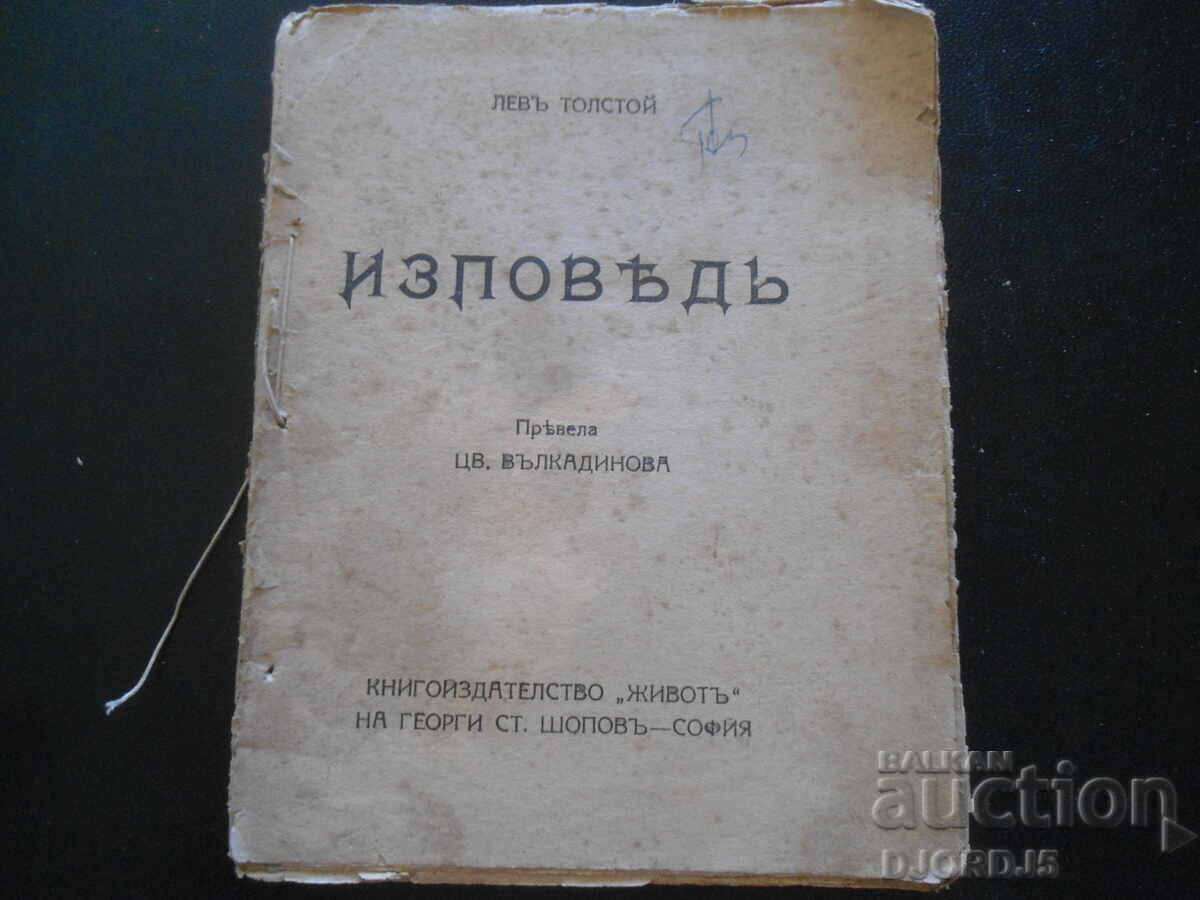 ЛЕВЪ ТОЛСТОЙ
ИЗПОВѢДЬ
Прѣвела
ЦВ. ВЪЛКАДИНОВА
КНИГОИЗДАТЕЛСТВО „ЖИВОТЪ“
НА ГЕОРГИ СТ. ШОПОВЪ—СОФИЯ
BALKAN
auction
DJORDJ5